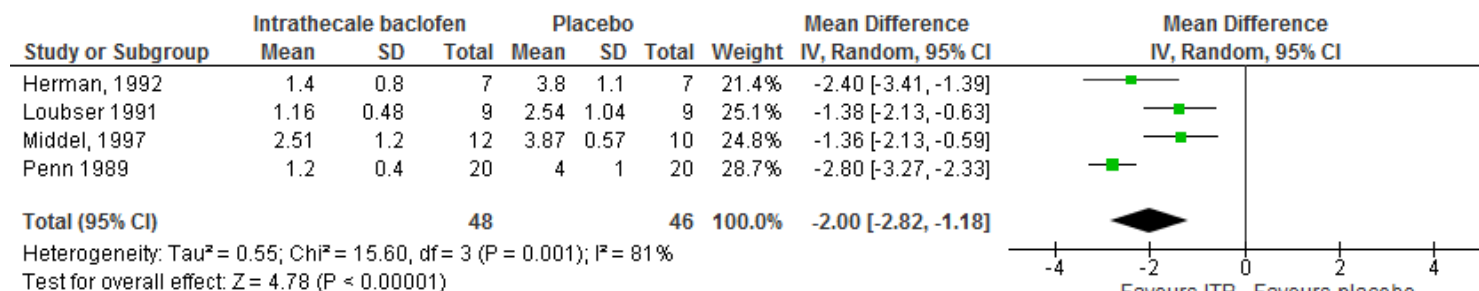 Intrathecale baclofen Placebo Mean Difference Mean Difference
Study or Subgroup Mean SD Total Mean SD Total Weight IV, Random, 95% CI IV, Random, 95% CI
Herman, 1992 1.4 0.8 7 3.8 1.1 7 21.4% -2.40 [-3.41, -1.39]
Loubser 1991 1.16 0.48 9 2.54 1.04 9 25.1% -1.38 [-2.13, -0.63]
Middel, 1997 2.51 1.2 12 3.87 0.57 10 24.8% -1.36 [-2.13, -0.59]
Penn 1989 1.2 0.4 20 4 1 20 28.7% -2.80 [-3.27, -2.33]
Total (95% CI) 48 46 100.0% -2.00 [-2.82, -1.18]
Heterogeneity: Tau² = 0.55; Chi² = 15.60, df = 3 (P = 0.001); I² = 81%
Test for overall effect: Z = 4.78 (P < 0.00001)
-4 -2 0 2 4
Favours ITB Favours placebo